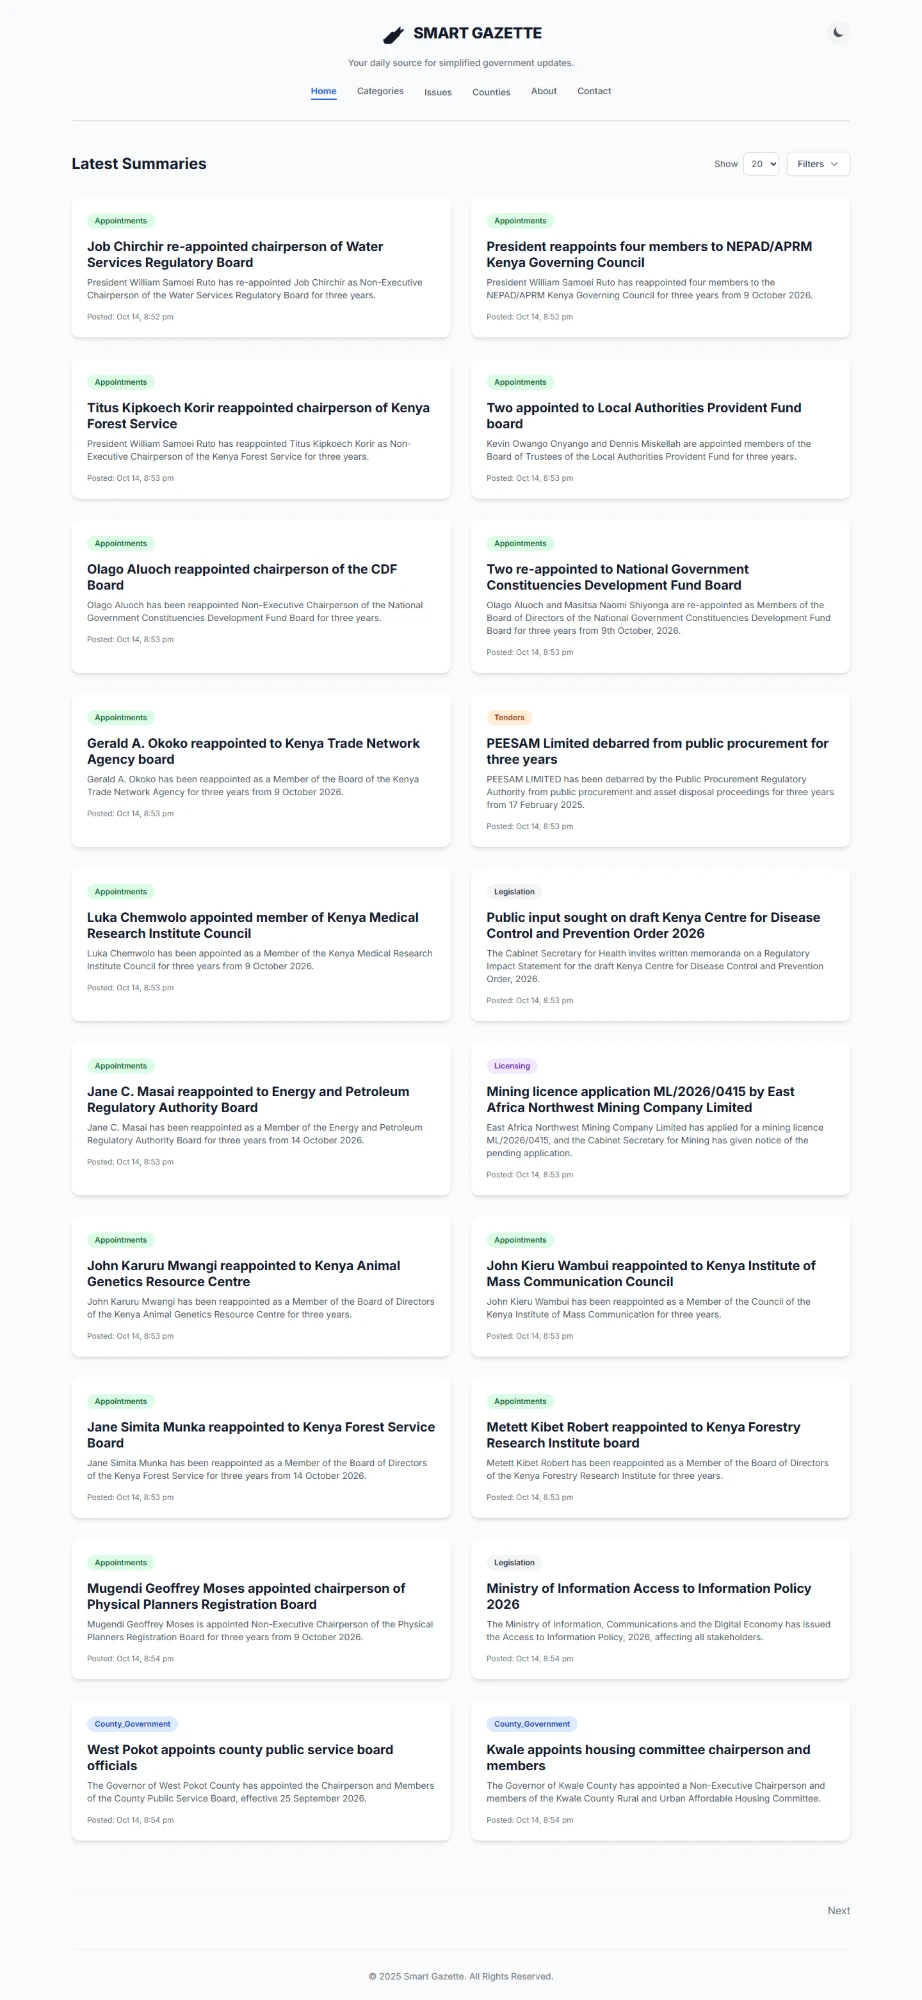 SMART GAZETTE
Your daily source for simplified government updates.
Home Categories Issues Counties About Contact
Latest Summaries
Show 20 Filters
Appointments
Job Chirchir re-appointed chairperson of Water
Services Regulatory Board
President William Samoei Ruto has re-appointed Job Chirchir as Non-Executive
Chairperson of the Water Services Regulatory Board for three years.
Posted: Oct 14, 8:52 pm
Appointments
President reappoints four members to NEPAD/APRM
Kenya Governing Council
President William Samoei Ruto has reappointed four members to the
NEPAD/APRM Kenya Governing Council for three years from 9 October 2026.
Posted: Oct 14, 8:52 pm
Appointments
Titus Kipkoech Korir reappointed chairperson of Kenya
Forest Service
President William Samoei Ruto has reappointed Titus Kipkoech Korir as Non-
Executive Chairperson of the Kenya Forest Service for three years.
Posted: Oct 14, 8:53 pm
Appointments
Two appointed to Local Authorities Provident Fund
board
Kevin Owango Onyango and Dennis Miskellah are appointed members of the
Board of Trustees of the Local Authorities Provident Fund for three years.
Posted: Oct 14, 8:53 pm
Appointments
Olago Aluoch reappointed chairperson of the CDF
Board
Olago Aluoch has been reappointed Non-Executive Chairperson of the National
Government Constituencies Development Fund Board for three years.
Posted: Oct 14, 8:53 pm
Appointments
Two re-appointed to National Government
Constituencies Development Fund Board
Olago Aluoch and Masitsa Naomi Shiyonga are re-appointed as Members of the
Board of Directors of the National Government Constituencies Development Fund
Board for three years from 9th October, 2026.
Posted: Oct 14, 8:53 pm
Appointments
Gerald A. Okoko reappointed to Kenya Trade Network
Agency board
Gerald A. Okoko has been reappointed as a Member of the Board of the Kenya
Trade Network Agency for three years from 9 October 2026.
Posted: Oct 14, 8:53 pm
Tenders
PEESAM Limited debarred from public procurement for
three years
PEESAM LIMITED has been debarred by the Public Procurement Regulatory
Authority from public procurement and asset disposal proceedings for three years
from 17 February 2025.
Posted: Oct 14, 8:53 pm
Appointments
Luka Chemwolo appointed member of Kenya Medical
Research Institute Council
Luka Chemwolo has been appointed as a Member of the Kenya Medical Research
Institute Council for three years from 9 October 2026.
Posted: Oct 14, 8:53 pm
Legislation
Public input sought on draft Kenya Centre for Disease
Control and Prevention Order 2026
The Cabinet Secretary for Health invites written memoranda on a Regulatory
Impact Statement for the draft Kenya Centre for Disease Control and Prevention
Order, 2026.
Posted: Oct 14, 8:53 pm
Appointments
Jane C. Masai reappointed to Energy and Petroleum
Regulatory Authority Board
Jane C. Masai has been reappointed as a Member of the Energy and Petroleum
Regulatory Authority Board for three years from 14 October 2026.
Posted: Oct 14, 8:53 pm
Licensing
Mining licence application ML/2026/0415 by East
Africa Northwest Mining Company Limited
East Africa Northwest Mining Company Limited has applied for a mining licence
ML/2026/0415, and the Cabinet Secretary for Mining has given notice of the
pending application.
Posted: Oct 14, 8:53 pm
Appointments
John Karuru Mwangi reappointed to Kenya Animal
Genetics Resource Centre
John Karuru Mwangi has been reappointed as a Member of the Board of Directors
of the Kenya Animal Genetics Resource Centre for three years.
Posted: Oct 14, 8:53 pm
Appointments
John Kieru Wambui reappointed to Kenya Institute of
Mass Communication Council
John Kieru Wambui has been reappointed as a Member of the Council of the
Kenya Institute of Mass Communication for three years.
Posted: Oct 14, 8:53 pm
Appointments
Jane Simita Munka reappointed to Kenya Forest Service
Board
Jane Simita Munka has been reappointed as a Member of the Board of Directors
of the Kenya Forest Service for three years from 14 October 2026.
Posted: Oct 14, 8:53 pm
Appointments
Metett Kibet Robert reappointed to Kenya Forestry
Research Institute board
Metett Kibet Robert has been reappointed as a Member of the Board of Directors
of the Kenya Forestry Research Institute for three years.
Posted: Oct 14, 8:53 pm
Appointments
Mugendi Geoffrey Moses appointed chairperson of
Physical Planners Registration Board
Mugendi Geoffrey Moses is appointed Non-Executive Chairperson of the Physical
Planners Registration Board for three years from 9 October 2026.
Posted: Oct 14, 8:54 pm
Legislation
Ministry of Information Access to Information Policy
2026
The Ministry of Information, Communications and the Digital Economy has issued
the Access to Information Policy, 2026, affecting all stakeholders.
Posted: Oct 14, 8:54 pm
County_Government
West Pokot appoints county public service board
officials
The Governor of West Pokot County has appointed the Chairperson and Members
of the County Public Service Board, effective 25 September 2026.
Posted: Oct 14, 8:54 pm
County_Government
Kwale appoints housing committee chairperson and
members
The Governor of Kwale County has appointed a Non-Executive Chairperson and
members of the Kwale County Rural and Urban Affordable Housing Committee.
Posted: Oct 14, 8:54 pm
Next
© 2025 Smart Gazette. All Rights Reserved.